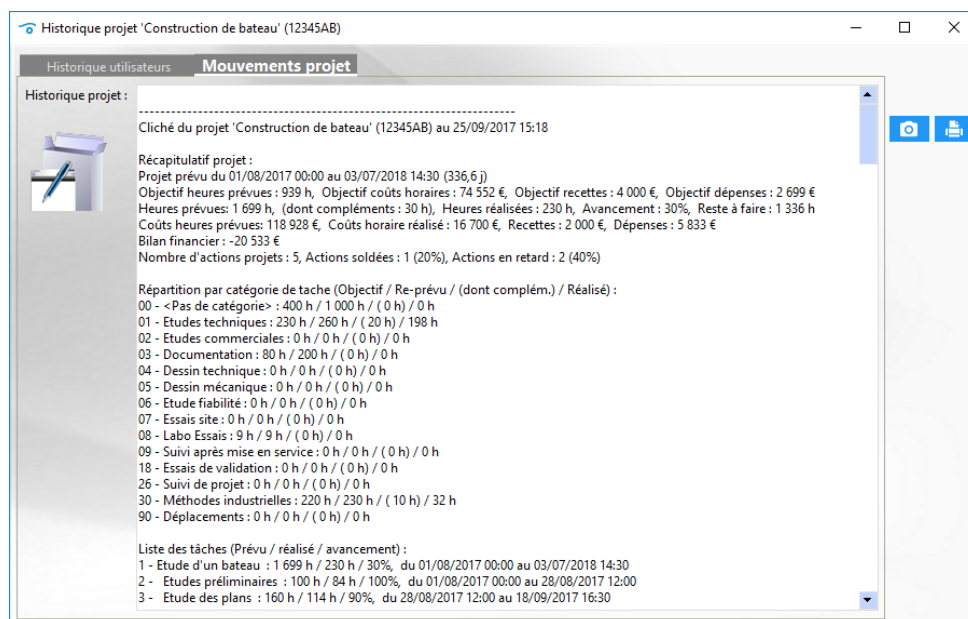 Historique projet 'Construction de bateau' (12345AB)
Historique utilisateurs Mouvements projet
Historique projet :
------------------------------------------------------------------------
Cliché du projet 'Construction de bateau' (12345AB) au 25/09/2017 15:18
Récapitulatif projet :
Projet prévu du 01/08/2017 00:00 au 03/07/2018 14:30 (336,6 j)
Objectif heures prévues : 939 h, Objectif coûts horaires : 74 552 €, Objectif recettes : 4 000 €, Objectif dépenses : 2 699 €
Heures prévues: 1 699 h, (dont compléments : 30 h), Heures réalisées : 230 h, Avancement : 30%, Reste à faire : 1 336 h
Coûts heures prévues: 118 928 €, Coûts horaire réalisé : 16 700 €, Recettes : 2 000 €, Dépenses : 5 833 €
Bilan financier : -20 533 €
Nombre d'actions projets : 5, Actions soldées : 1 (20%), Actions en retard : 2 (40%)
Répartition par catégorie de tache (Objectif / Re-prévu / (dont complém.) / Réalisé) :
00 - <Pas de catégorie> : 400 h / 1 000 h / ( 0 h) / 0 h
01 - Etudes techniques : 230 h / 260 h / ( 20 h) / 198 h
02 - Etudes commerciales : 0 h / 0 h / ( 0 h) / 0 h
03 - Documentation : 80 h / 200 h / ( 0 h) / 0 h
04 - Dessin technique : 0 h / 0 h / ( 0 h) / 0 h
05 - Dessin mécanique : 0 h / 0 h / ( 0 h) / 0 h
06 - Etude fiabilité : 0 h / 0 h / ( 0 h) / 0 h
07 - Essais site : 0 h / 0 h / ( 0 h) / 0 h
08 - Labo Essais : 9 h / 9 h / ( 0 h) / 0 h
09 - Suivi après mise en service : 0 h / 0 h / ( 0 h) / 0 h
18 - Essais de validation : 0 h / 0 h / ( 0 h) / 0 h
26 - Suivi de projet : 0 h / 0 h / ( 0 h) / 0 h
30 - Méthodes industrielles : 220 h / 230 h / ( 10 h) / 32 h
90 - Déplacements : 0 h / 0 h / ( 0 h) / 0 h
Liste des tâches (Prévu / réalisé / avancement) :
1 - Etude d'un bateau : 1 699 h / 230 h / 30%, du 01/08/2017 00:00 au 03/07/2018 14:30
2 - Etudes préliminaires : 100 h / 84 h / 100%, du 01/08/2017 00:00 au 28/08/2017 12:00
3 - Etude des plans : 160 h / 114 h / 90%, du 28/08/2017 12:00 au 18/09/2017 16:30